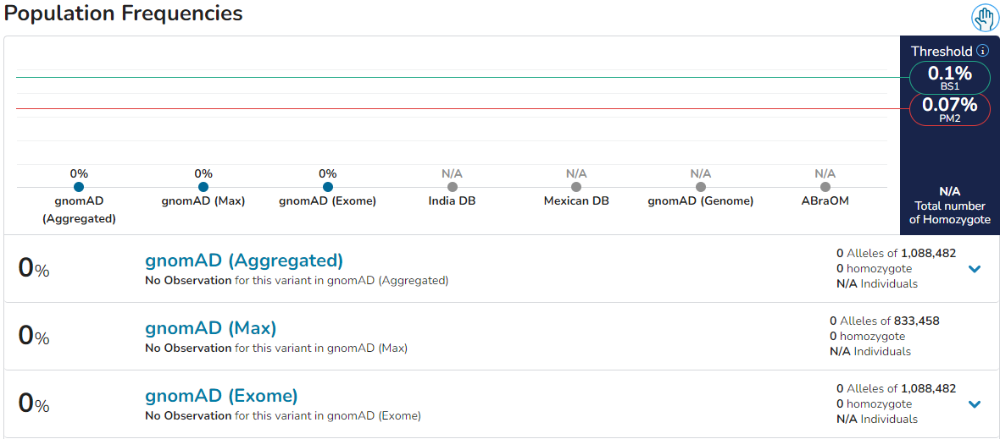 Population Frequencies
Threshold
0.1%
BS1
0.07%
PM2
0% 0% 0% N/A N/A N/A N/A
gnomAD (Aggregated) gnomAD (Max) gnomAD (Exome) India DB Mexican DB gnomAD (Genome) ABraOM
N/A
Total number
of Homozygote
0%
gnomAD (Aggregated)
No Observation for this variant in gnomAD (Aggregated)
0 Alleles of 1,088,482
0 homozygote
N/A Individuals
0%
gnomAD (Max)
No Observation for this variant in gnomAD (Max)
0 Alleles of 833,458
0 homozygote
N/A Individuals
0%
gnomAD (Exome)
No Observation for this variant in gnomAD (Exome)
0 Alleles of 1,088,482
0 homozygote
N/A Individuals